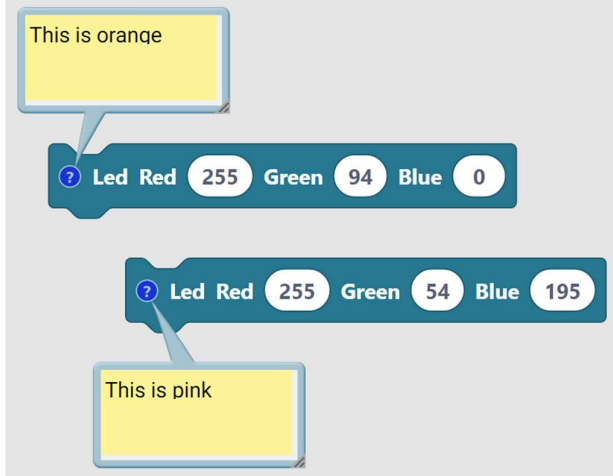 This is orange
? Led Red 255 Green 94 Blue 0
? Led Red 255 Green 54 Blue 195
This is pink